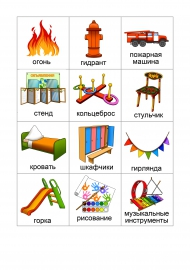 огонь
гидрант
пожарная
машина
стенд
кольцеброс
стульчик
кровать
шкафчики
гирлянда
горка
рисование
музыкальные
инструменты